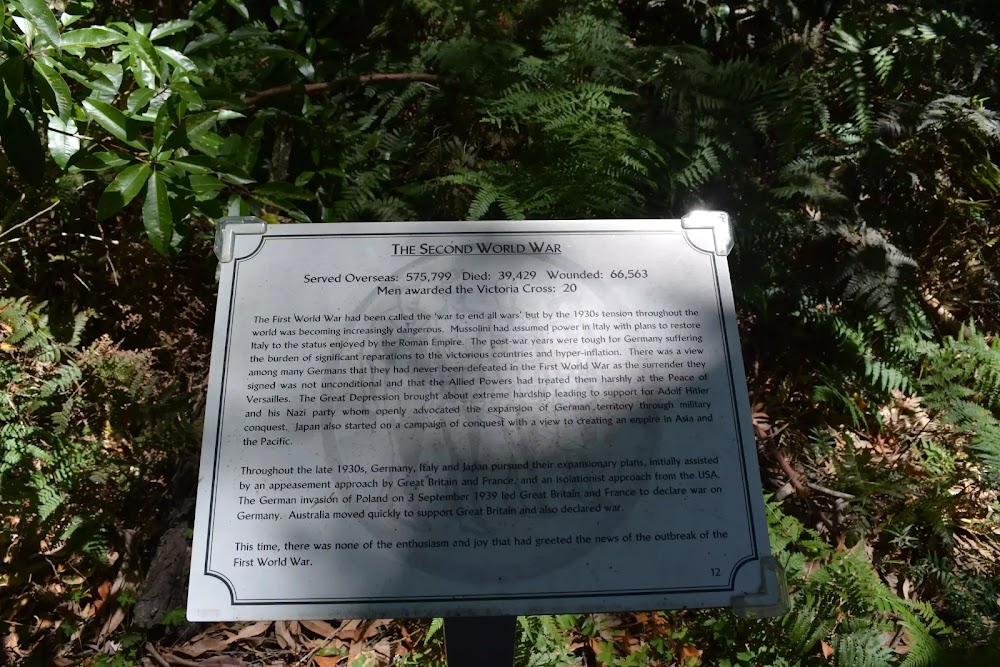 THE SECOND WORLD WAR
SERVED OVERSEAS: 575,799 DIED: 39,429 WOUNDED: 66,563
MEN AWARDED THE VICTORIA CROSS: 20
The First World War had been called the 'war to end all wars' but by the 1930s tension throughout the
world was becoming increasingly dangerous. Mussolini had assumed power in Italy with plans to restore
Italy to the status enjoyed by the Roman Empire. The post-war years were tough for Germany suffering
the burden of significant reparations to the victorious countries and hyper-inflation. There was a view
among many Germans that they had never been defeated in the First World War as the surrender they
signed was not unconditional and that the Allied Powers had treated them harshly at the Peace of
Versailles. The Great Depression brought about extreme hardship leading to support for Adolf Hitler
and his Nazi party whom openly advocated the expansion of German territory through military
conquest. Japan also started on a campaign of conquest with a view to creating an empire in Asia and
the Pacific.
Throughout the late 1930s, Germany, Italy and Japan pursued their expansionary plans, initially assisted
by an appeasement approach by Great Britain and France, and an isolationist approach from the USA.
The German invasion of Poland on 3 September 1939 led Great Britain and France to declare war on
Germany. Australia moved quickly to support Great Britain and also declared war.
This time, there was none of the enthusiasm and joy that had greeted the news of the outbreak of the
First World War.
12